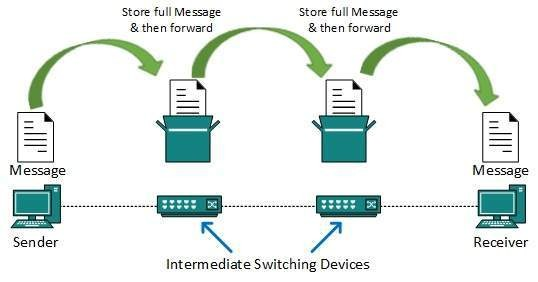 Store full Message
& then forward
Store full Message
& then forward
Message
Message
Sender
Receiver
Intermediate Switching Devices